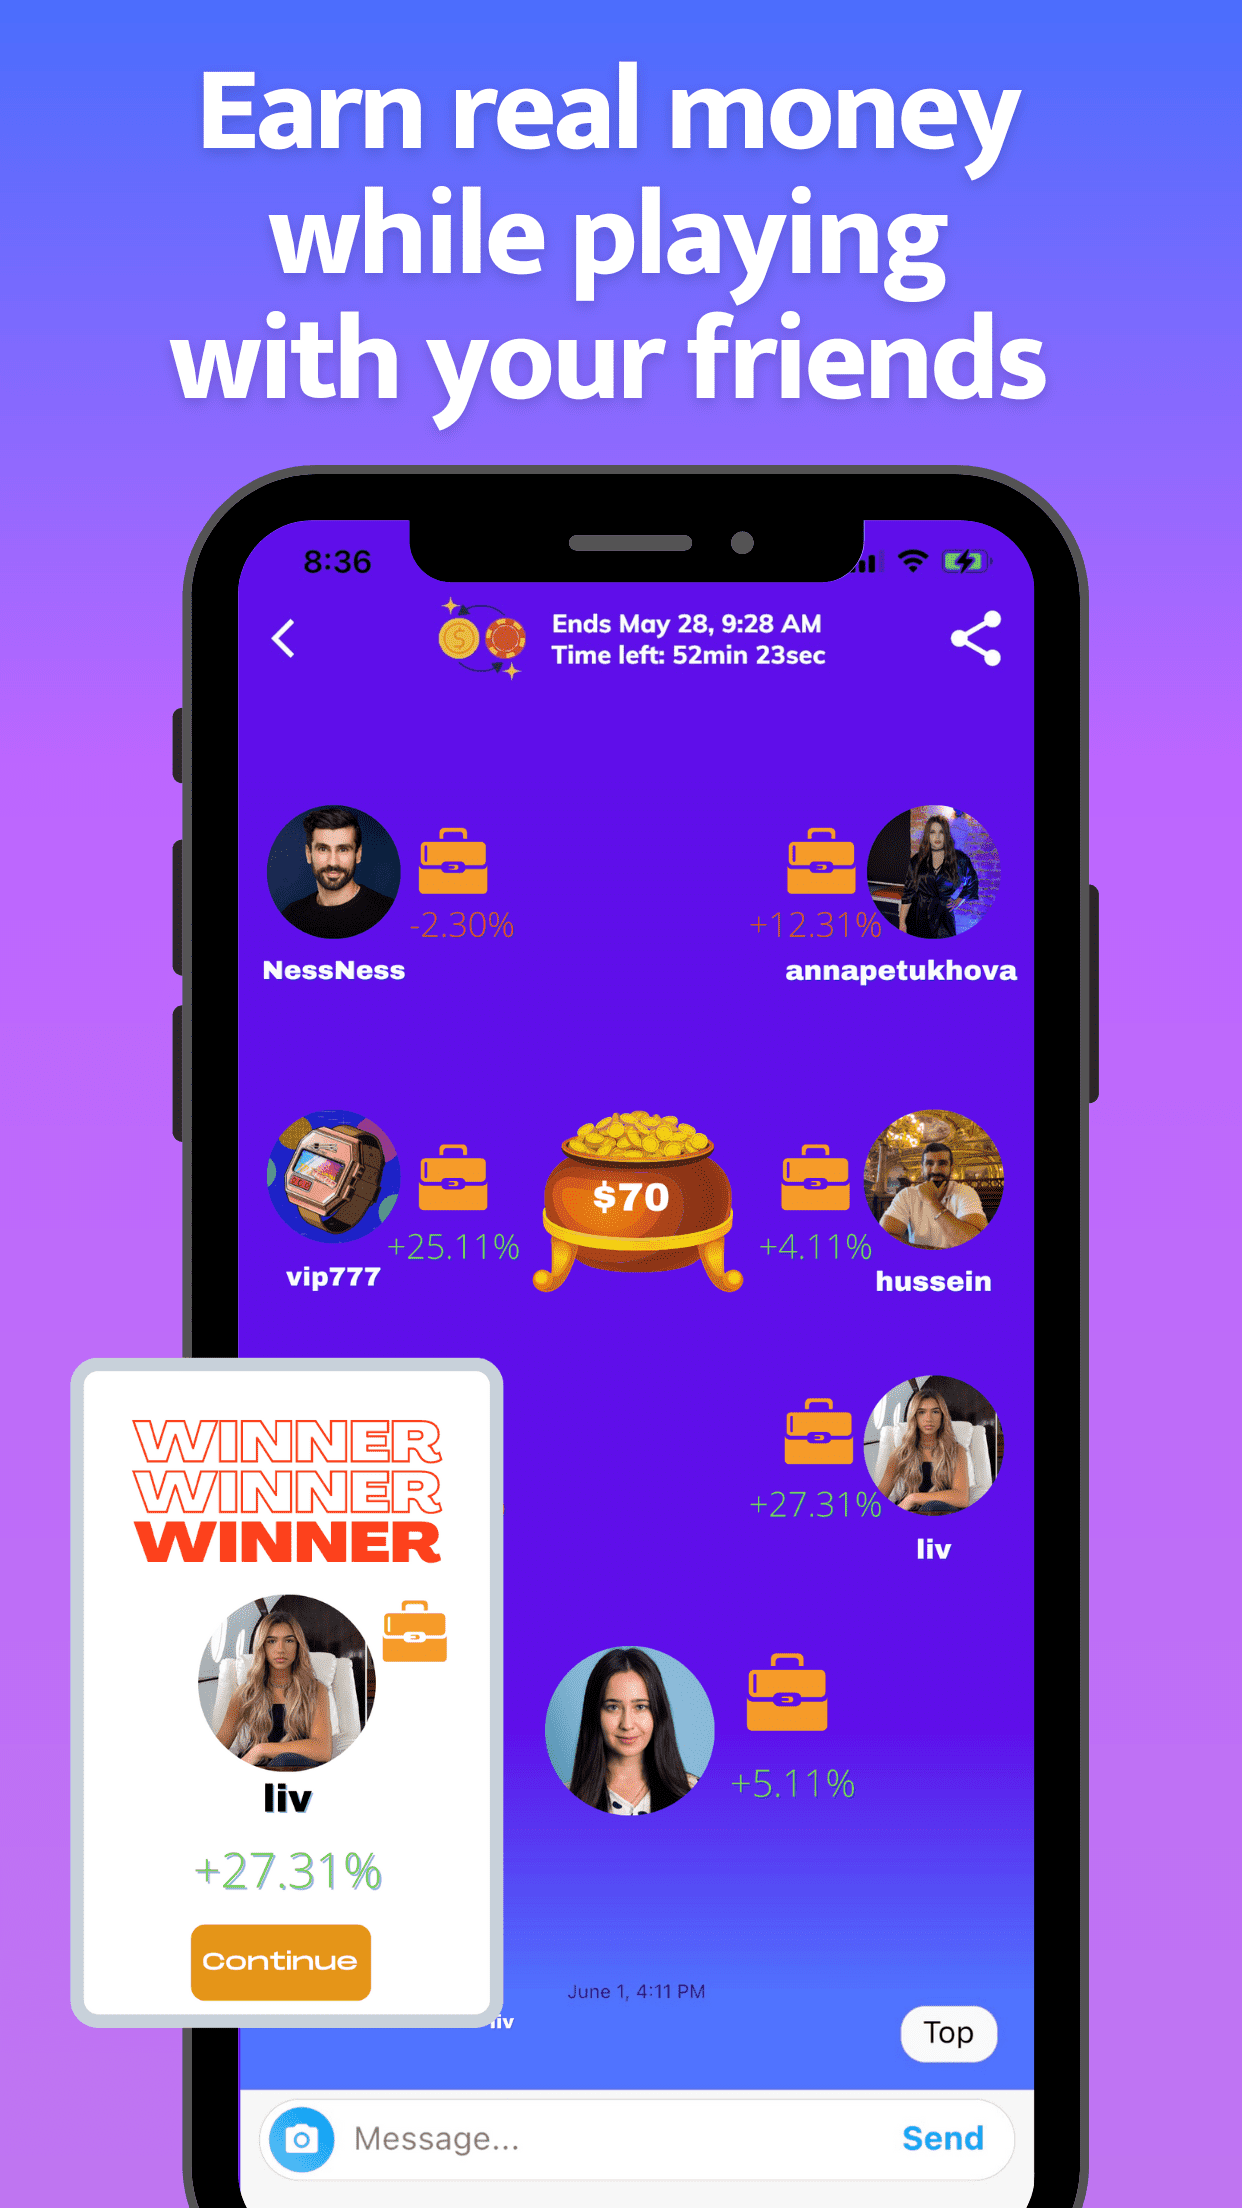 Earn real money
while playing
with your friends
8:36
Ends May 28, 9:28 AM
Time left: 52min 23sec
-2.30%
+12.31%
NessNess
annapetukhova
$70
+25.11%
+4.11%
vip777
hussein
WINNER
WINNER
WINNER
+27.31%
liv
liv
+27.31%
Continue
+5.11%
June 1, 4:11 PM
liv
Top
Message...
Send